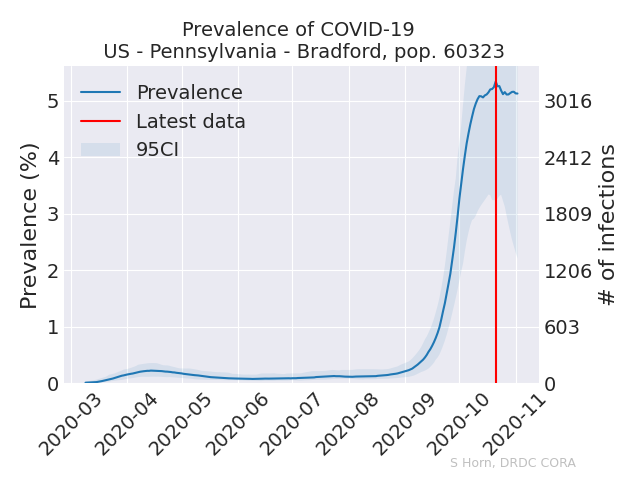 Prevalence of COVID-19
US - Pennsylvania - Bradford, pop. 60323
Prevalence
Latest data
95CI
Prevalence (%)
5
4
3
2
1
0
3016
2412
1809
1206
603
0
# of infections
2020-03
2020-04
2020-05
2020-06
2020-07
2020-08
2020-09
2020-10
2020-11
S Horn, DRDC CORA